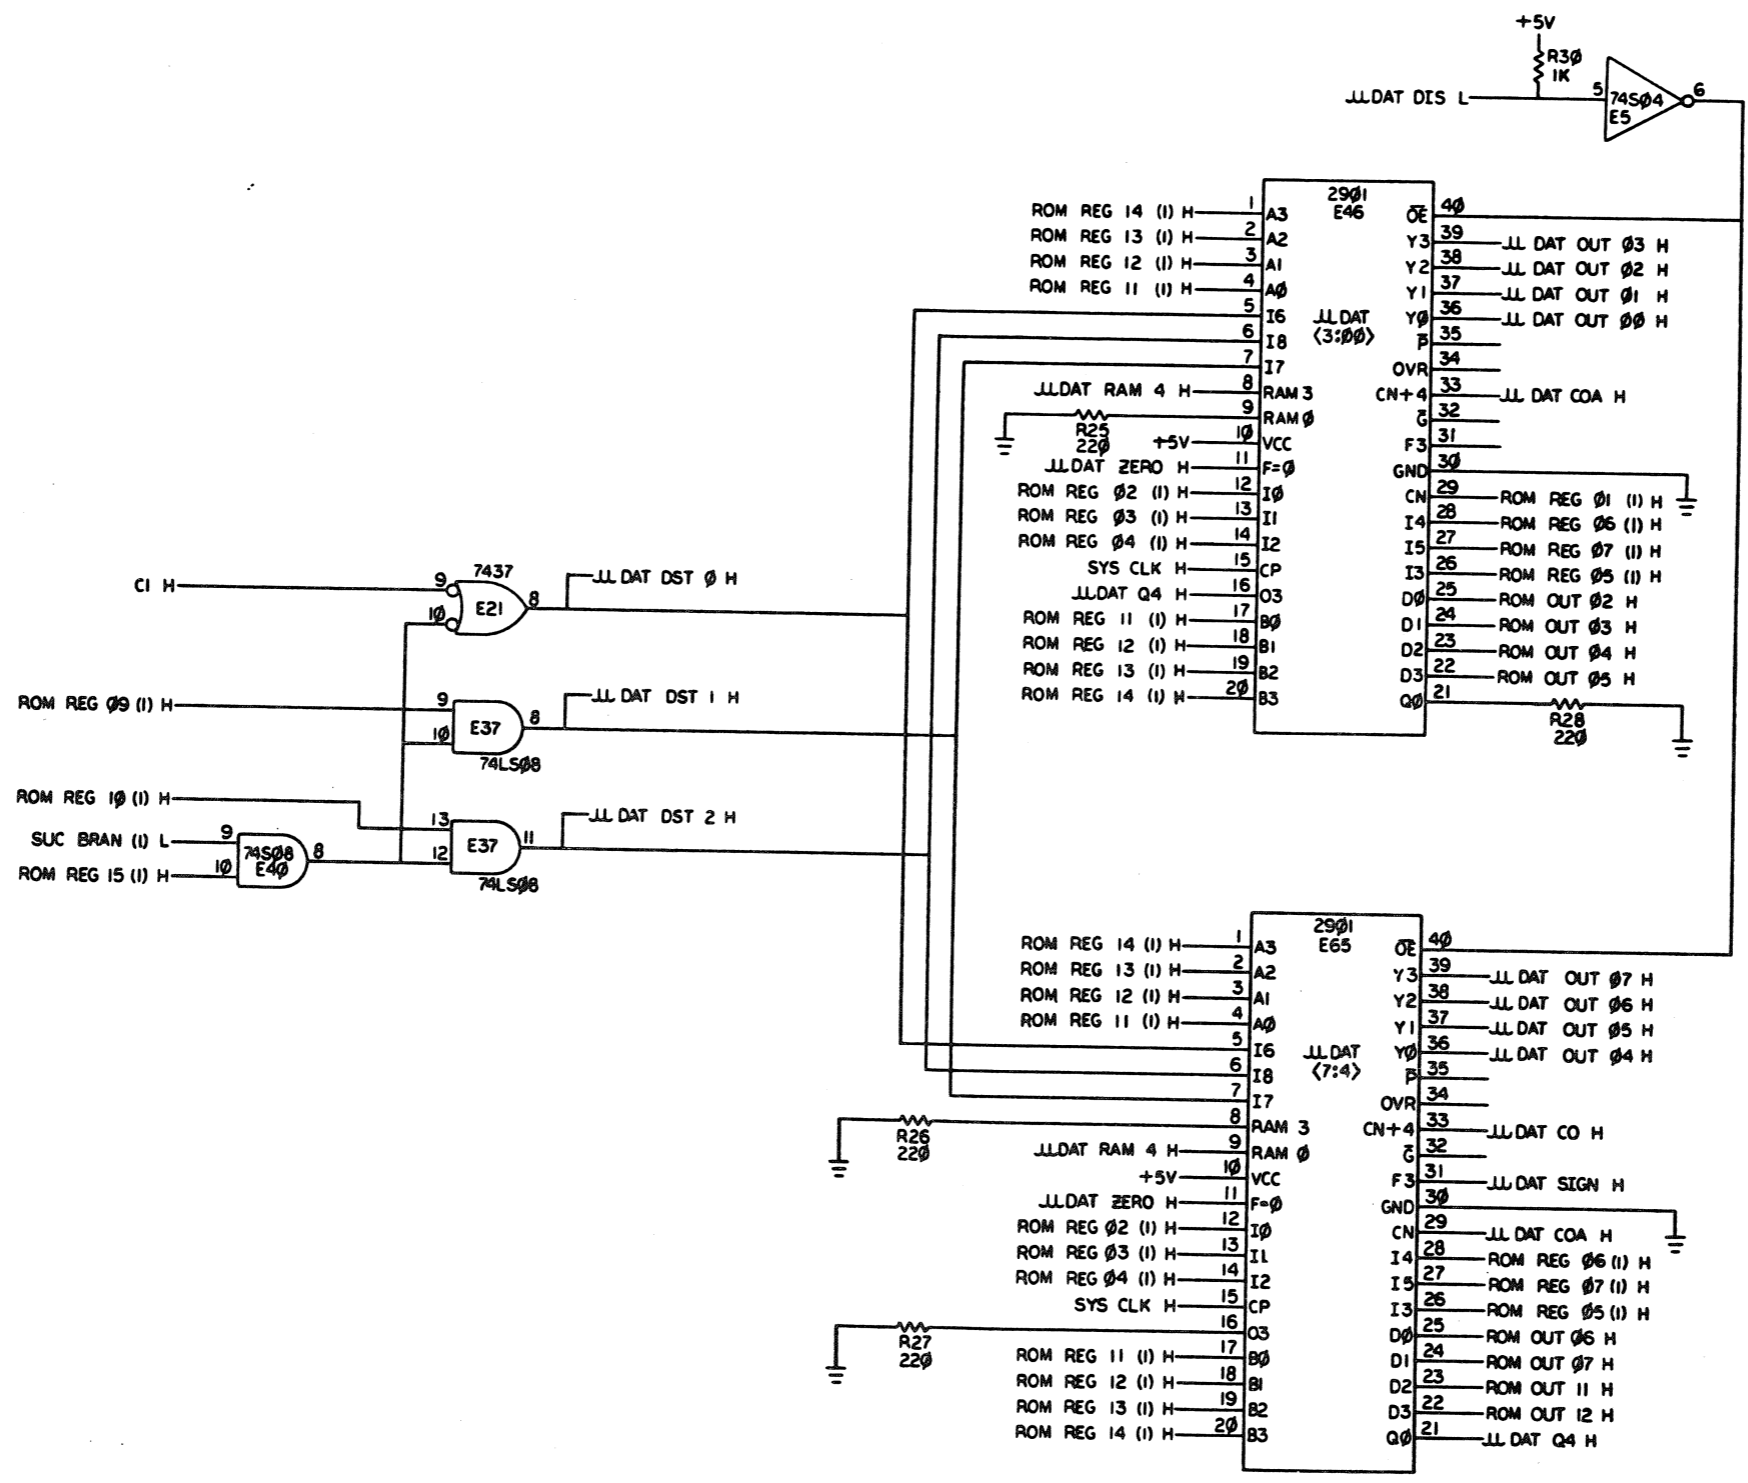 +5V
R3Ø
1K
µDAT DIS L
5
74SØ4
E5
6
29Ø1
E46
µ DAT
<3:ØØ>
ROM REG 14 (1) H 1 A3
ROM REG 13 (1) H 2 A2
ROM REG 12 (1) H 3 A1
ROM REG 11 (1) H 4 AØ
5 I6
6 I8
7 I7
µDAT RAM 4 H 8 RAM 3
R25
22Ø
9 RAM Ø
+5V 1Ø VCC
µDAT ZERO H 11 F=Ø
ROM REG Ø2 (1) H 12 IØ
ROM REG Ø3 (1) H 13 I1
ROM REG Ø4 (1) H 14 I2
SYS CLK H 15 CP
µDAT Q4 H 16 O3
ROM REG 11 (1) H 17 BØ
ROM REG 12 (1) H 18 B1
ROM REG 13 (1) H 19 B2
ROM REG 14 (1) H 2Ø B3
OE 4Ø
Y3 39 µ DAT OUT Ø3 H
Y2 38 µ DAT OUT Ø2 H
Y1 37 µ DAT OUT Ø1 H
YØ 36 µ DAT OUT ØØ H
P 35
OVR 34
CN+4 33 µ DAT COA H
G 32
F3 31
GND 3Ø
CN 29 ROM REG Ø1 (1) H
I4 28 ROM REG Ø6 (1) H
I5 27 ROM REG Ø7 (1) H
I3 26 ROM REG Ø5 (1) H
DØ 25 ROM OUT Ø2 H
D1 24 ROM OUT Ø3 H
D2 23 ROM OUT Ø4 H
D3 22 ROM OUT Ø5 H
QØ 21
R28
22Ø
C1 H
9
1Ø
7437
E21
8
µ DAT DST Ø H
ROM REG Ø9 (1) H
9
1Ø
E37
74LSØ8
8
µ DAT DST 1 H
ROM REG 1Ø (1) H
SUC BRAN (1) L
ROM REG 15 (1) H
9
1Ø
74SØ8
E4Ø
8
13
12
E37
74LSØ8
11
µ DAT DST 2 H
29Ø1
E65
µ DAT
<7:4>
ROM REG 14 (1) H 1 A3
ROM REG 13 (1) H 2 A2
ROM REG 12 (1) H 3 A1
ROM REG 11 (1) H 4 AØ
5 I6
6 I8
7 I7
R26
22Ø
8 RAM 3
µDAT RAM 4 H 9 RAM Ø
+5V 1Ø VCC
µDAT ZERO H 11 F=Ø
ROM REG Ø2 (1) H 12 IØ
ROM REG Ø3 (1) H 13 I1
ROM REG Ø4 (1) H 14 I2
SYS CLK H 15 CP
R27
22Ø
16 O3
ROM REG 11 (1) H 17 BØ
ROM REG 12 (1) H 18 B1
ROM REG 13 (1) H 19 B2
ROM REG 14 (1) H 2Ø B3
OE 4Ø
Y3 39 µ DAT OUT Ø7 H
Y2 38 µ DAT OUT Ø6 H
Y1 37 µ DAT OUT Ø5 H
YØ 36 µ DAT OUT Ø4 H
P 35
OVR 34
CN+4 33 µ DAT CO H
G 32
F3 31 µ DAT SIGN H
GND 3Ø
CN 29 µ DAT COA H
I4 28 ROM REG Ø6 (1) H
I5 27 ROM REG Ø7 (1) H
I3 26 ROM REG Ø5 (1) H
DØ 25 ROM OUT Ø6 H
D1 24 ROM OUT Ø7 H
D2 23 ROM OUT 11 H
D3 22 ROM OUT 12 H
QØ 21 µ DAT Q4 H